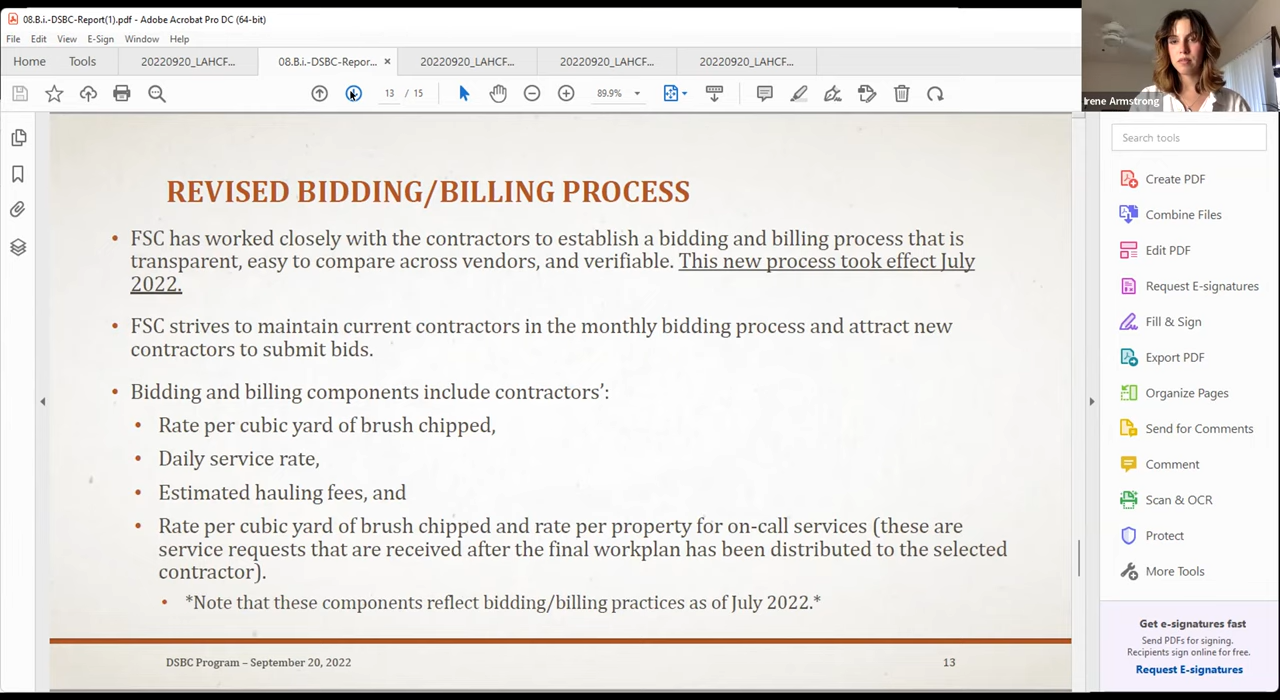 08.B.i.-DSBC-Report(1).pdf - Adobe Acrobat Pro DC (64-bit)
File Edit View E-Sign Window Help
Home Tools 20220920_LAHCF... 08.B.i.-DSBC-Repor... × 20220920_LAHCF... 20220920_LAHCF... 20220920_LAHCF...
13 / 15 89.9%
Irene Armstrong
REVISED BIDDING/BILLING PROCESS
• FSC has worked closely with the contractors to establish a bidding and billing process that is
transparent, easy to compare across vendors, and verifiable. This new process took effect July
2022.
• FSC strives to maintain current contractors in the monthly bidding process and attract new
contractors to submit bids.
• Bidding and billing components include contractors’:
• Rate per cubic yard of brush chipped,
• Daily service rate,
• Estimated hauling fees, and
• Rate per cubic yard of brush chipped and rate per property for on-call services (these are
service requests that are received after the final workplan has been distributed to the selected
contractor).
• *Note that these components reflect bidding/billing practices as of July 2022.*
DSBC Program – September 20, 2022 13
Search tools
Create PDF
Combine Files
Edit PDF
Request E-signatures
Fill & Sign
Export PDF
Organize Pages
Send for Comments
Comment
Scan & OCR
Protect
More Tools
Get e-signatures fast
Send PDFs for signing.
Recipients sign online for free.
Request E-signatures